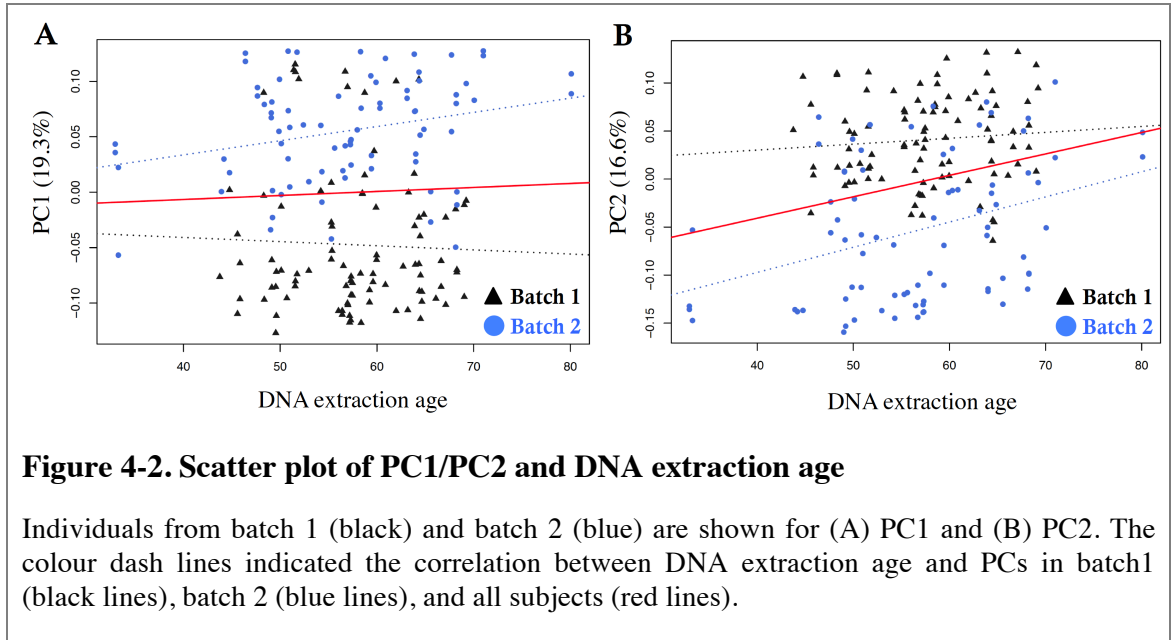 A
B
PC1 (19.3%)
0.10
0.05
0.00
−0.05
−0.10
Batch 1
Batch 2
40 50 60 70 80
DNA extraction age
PC2 (16.6%)
0.10
0.05
0.00
−0.05
−0.10
−0.15
Batch 1
Batch 2
40 50 60 70 80
DNA extraction age
Figure 4-2. Scatter plot of PC1/PC2 and DNA extraction age
Individuals from batch 1 (black) and batch 2 (blue) are shown for (A) PC1 and (B) PC2. The
colour dash lines indicated the correlation between DNA extraction age and PCs in batch1
(black lines), batch 2 (blue lines), and all subjects (red lines).